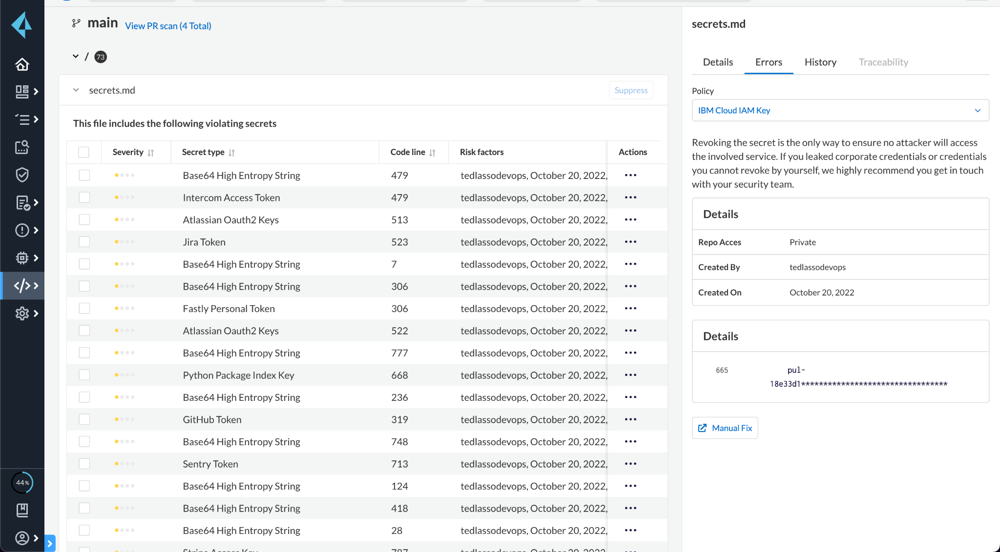 main View PR scan (4 Total)
/ 73
secrets.md Suppress
This file includes the following violating secrets
Severity Secret type Code line Risk factors Actions
Base64 High Entropy String 479 tedlassodevops, October 20, 2022,
Intercom Access Token 479 tedlassodevops, October 20, 2022,
Atlassian Oauth2 Keys 513 tedlassodevops, October 20, 2022,
Jira Token 523 tedlassodevops, October 20, 2022,
Base64 High Entropy String 7 tedlassodevops, October 20, 2022,
Base64 High Entropy String 306 tedlassodevops, October 20, 2022,
Fastly Personal Token 306 tedlassodevops, October 20, 2022,
Atlassian Oauth2 Keys 522 tedlassodevops, October 20, 2022,
Base64 High Entropy String 777 tedlassodevops, October 20, 2022,
Python Package Index Key 668 tedlassodevops, October 20, 2022,
Base64 High Entropy String 236 tedlassodevops, October 20, 2022,
GitHub Token 319 tedlassodevops, October 20, 2022,
Base64 High Entropy String 748 tedlassodevops, October 20, 2022,
Sentry Token 713 tedlassodevops, October 20, 2022,
Base64 High Entropy String 124 tedlassodevops, October 20, 2022,
Base64 High Entropy String 418 tedlassodevops, October 20, 2022,
Base64 High Entropy String 28 tedlassodevops, October 20, 2022,
44%
secrets.md
Details Errors History Traceability
Policy
IBM Cloud IAM Key
Revoking the secret is the only way to ensure no attacker will access
the involved service. If you leaked corporate credentials or credentials
you cannot revoke by yourself, we highly recommend you get in touch
with your security team.
Details
Repo Acces Private
Created By tedlassodevops
Created On October 20, 2022
Details
665 pul-
18e33d1*********************************
Manual Fix